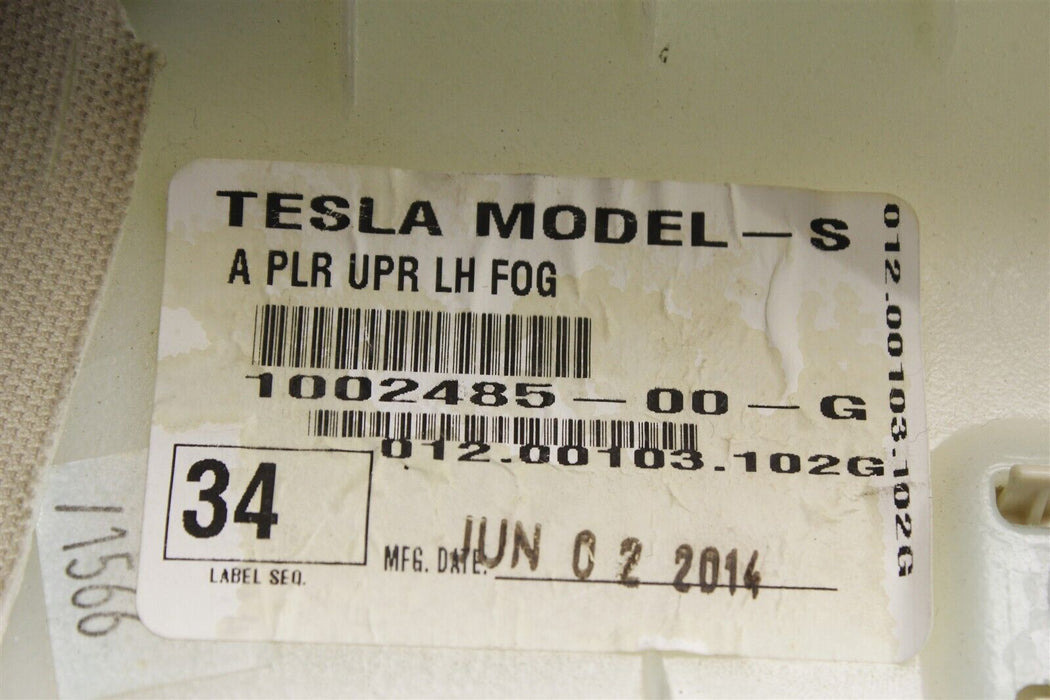 TESLA MODEL - S
A PLR UPR LH FOG
1002485 - 00 - G
012.00103.102G
34
LABEL SEQ.
MFG. DATE: JUN 02 2014
012.00103.102G
11566